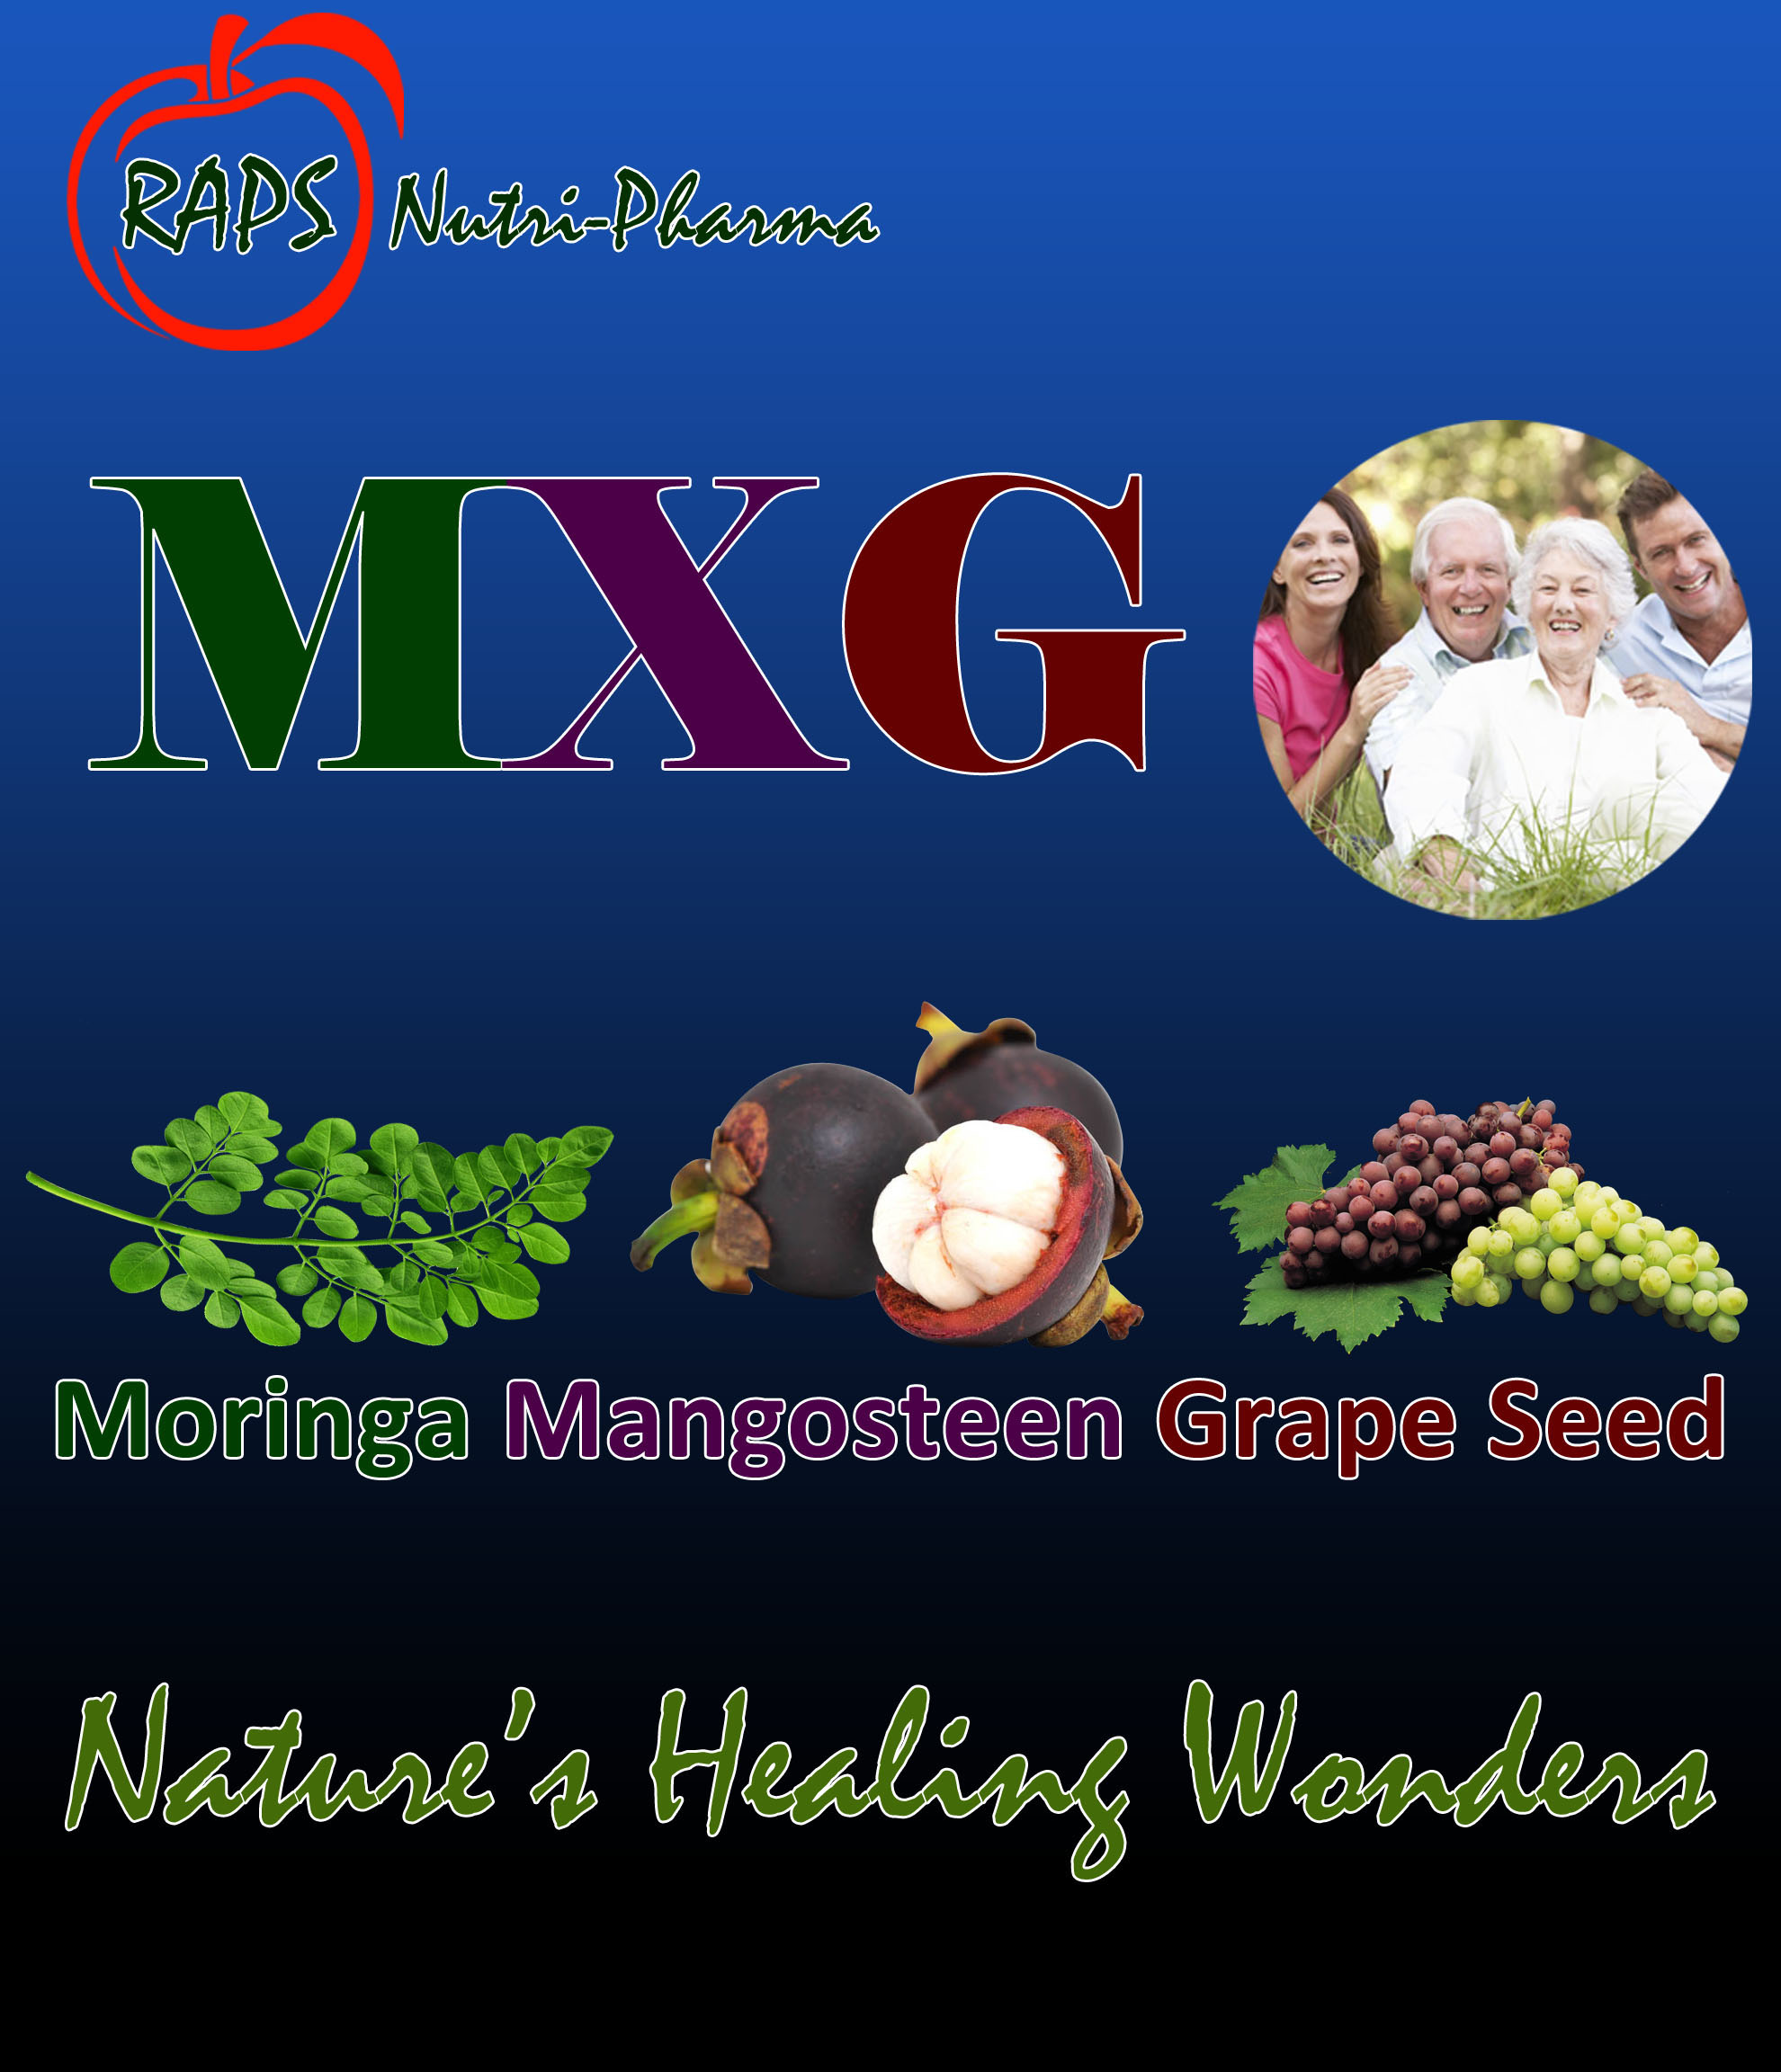 RAPS Nutri-Pharma
MXG
Moringa Mangosteen Grape Seed
Nature's Healing Wonders